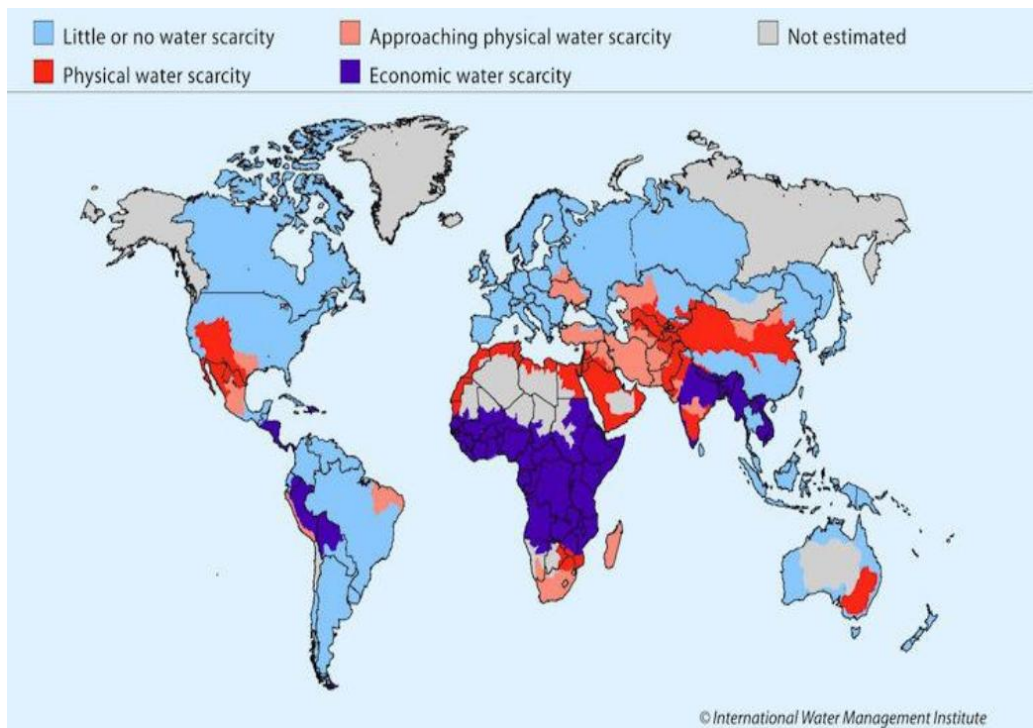 Little or no water scarcity
Approaching physical water scarcity
Not estimated
Physical water scarcity
Economic water scarcity
© International Water Management Institute